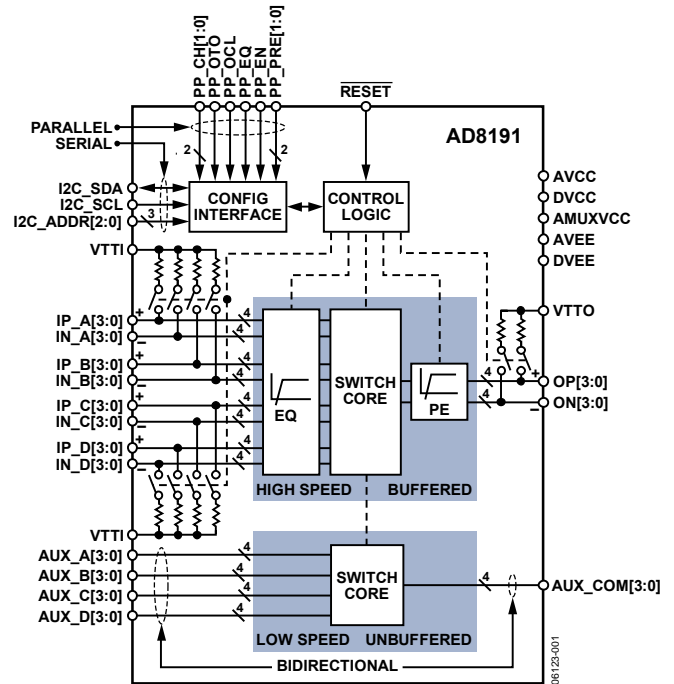 PP_CH[1:0]
PP_OTO
PP_OCL
PP_EQ
PP_EN
PP_PRE[1:0]
RESET
PARALLEL
SERIAL
AD8191
2
2
I2C_SDA
I2C_SCL
I2C_ADDR[2:0]
3
CONFIG
INTERFACE
CONTROL
LOGIC
AVCC
DVCC
AMUXVCC
AVEE
DVEE
VTTI
VTTO
+
IP_A[3:0]
4
IN_A[3:0]
4
–
+
IP_B[3:0]
4
IN_B[3:0]
4
–
+
IP_C[3:0]
4
IN_C[3:0]
4
–
+
IP_D[3:0]
4
IN_D[3:0]
4
–
EQ
SWITCH
CORE
PE
4
+
OP[3:0]
4
ON[3:0]
–
HIGH SPEED
BUFFERED
VTTI
AUX_A[3:0]
4
AUX_B[3:0]
4
AUX_C[3:0]
4
AUX_D[3:0]
4
SWITCH
CORE
4
AUX_COM[3:0]
LOW SPEED
UNBUFFERED
BIDIRECTIONAL
06123-001